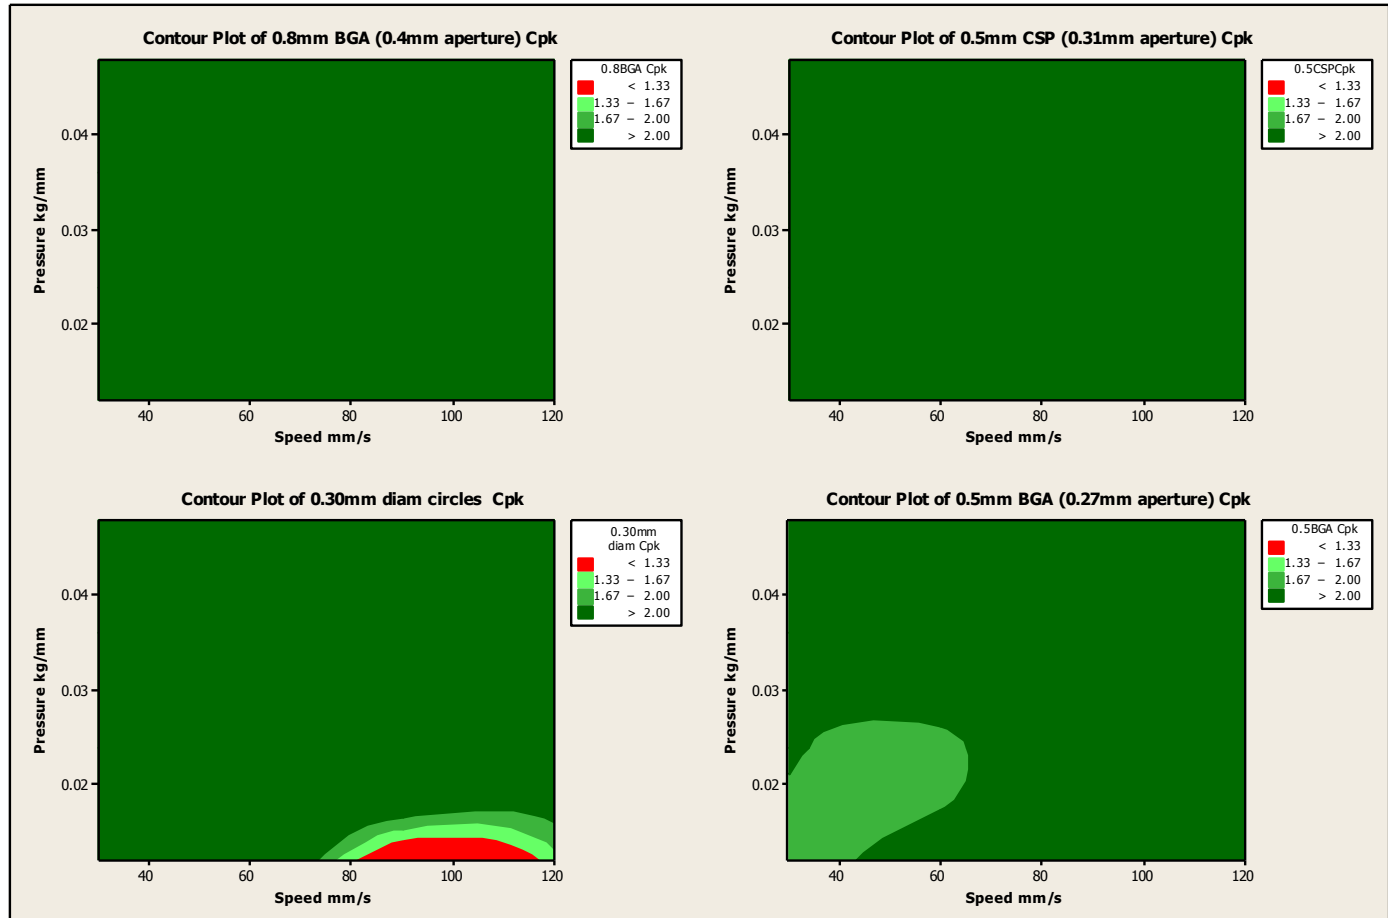 Contour Plot of 0.8mm BGA (0.4mm aperture) Cpk
0.8BGA Cpk
< 1.33
1.33 – 1.67
1.67 – 2.00
> 2.00
Pressure kg/mm
0.04
0.03
0.02
40 60 80 100 120
Speed mm/s
Contour Plot of 0.5mm CSP (0.31mm aperture) Cpk
0.5CSPCpk
< 1.33
1.33 – 1.67
1.67 – 2.00
> 2.00
Pressure kg/mm
0.04
0.03
0.02
40 60 80 100 120
Speed mm/s
Contour Plot of 0.30mm diam circles Cpk
0.30mm
diam Cpk
< 1.33
1.33 – 1.67
1.67 – 2.00
> 2.00
Pressure kg/mm
0.04
0.03
0.02
40 60 80 100 120
Speed mm/s
Contour Plot of 0.5mm BGA (0.27mm aperture) Cpk
0.5BGA Cpk
< 1.33
1.33 – 1.67
1.67 – 2.00
> 2.00
Pressure kg/mm
0.04
0.03
0.02
40 60 80 100 120
Speed mm/s